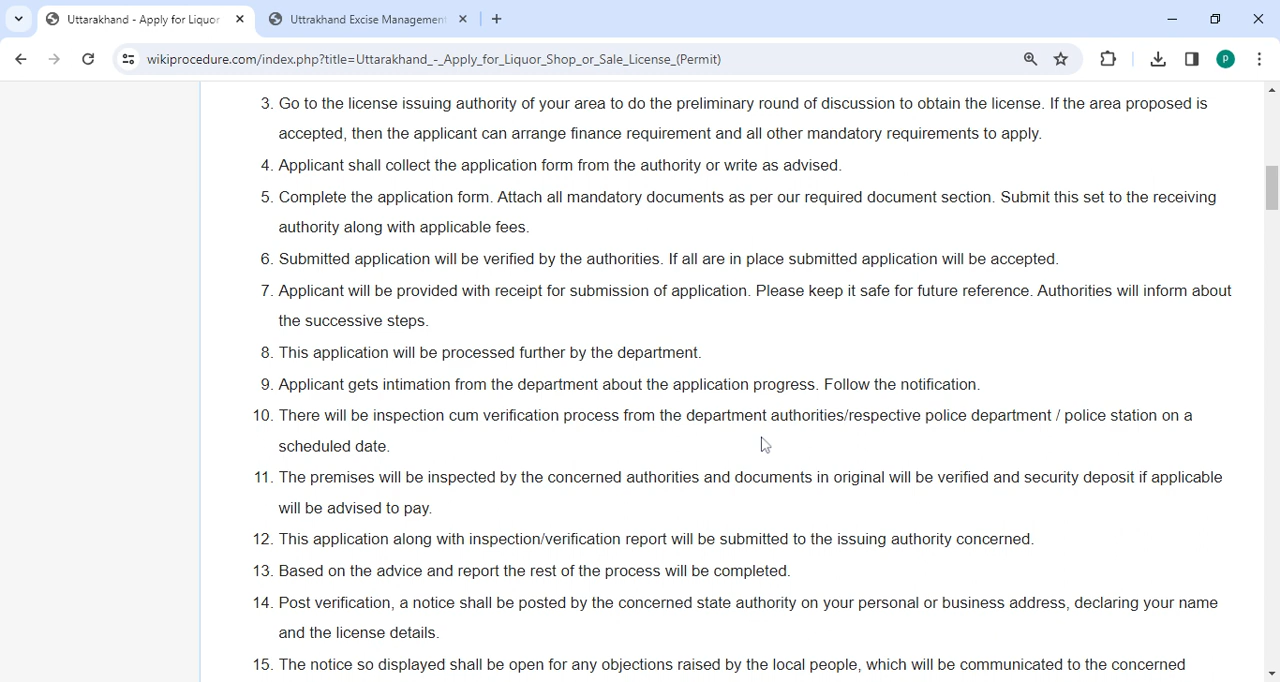 Uttarakhand - Apply for Liquor
Uttrakhand Excise Management
wikiprocedure.com/index.php?title=Uttarakhand_-_Apply_for_Liquor_Shop_or_Sale_License_(Permit)
P
3. Go to the license issuing authority of your area to do the preliminary round of discussion to obtain the license. If the area proposed is
accepted, then the applicant can arrange finance requirement and all other mandatory requirements to apply.
4. Applicant shall collect the application form from the authority or write as advised.
5. Complete the application form. Attach all mandatory documents as per our required document section. Submit this set to the receiving
authority along with applicable fees.
6. Submitted application will be verified by the authorities. If all are in place submitted application will be accepted.
7. Applicant will be provided with receipt for submission of application. Please keep it safe for future reference. Authorities will inform about
the successive steps.
8. This application will be processed further by the department.
9. Applicant gets intimation from the department about the application progress. Follow the notification.
10. There will be inspection cum verification process from the department authorities/respective police department / police station on a
scheduled date.
11. The premises will be inspected by the concerned authorities and documents in original will be verified and security deposit if applicable
will be advised to pay.
12. This application along with inspection/verification report will be submitted to the issuing authority concerned.
13. Based on the advice and report the rest of the process will be completed.
14. Post verification, a notice shall be posted by the concerned state authority on your personal or business address, declaring your name
and the license details.
15. The notice so displayed shall be open for any objections raised by the local people, which will be communicated to the concerned